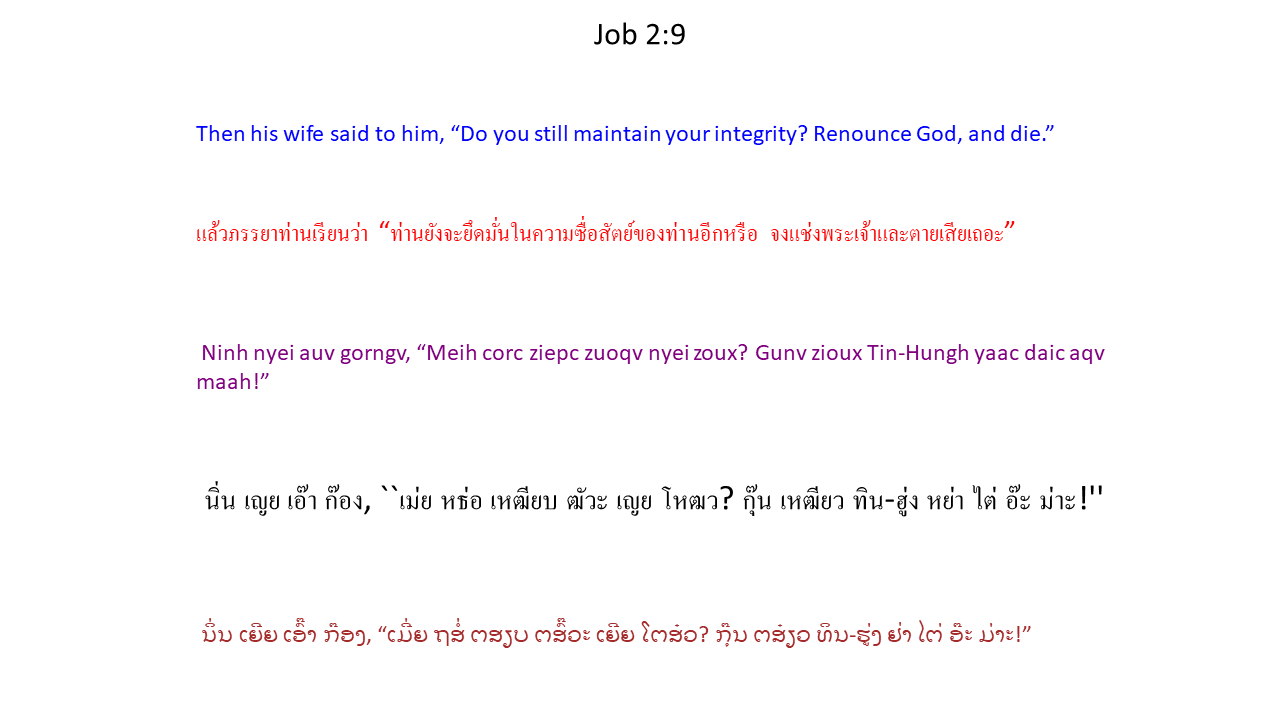 Job 2:9
Then his wife said to him, “Do you still maintain your integrity? Renounce God, and die.”
แล้วภรรยาท่านเรียนว่า “ท่านยังจะยึดมั่นในความซื่อสัตย์ของท่านอีกหรือ จงแช่งพระเจ้าและตายเสียเถอะ”
Ninh nyei auv gorngv, “Meih corc ziepc zuoqv nyei zoux? Gunv zioux Tin-Hungh yaac daic aqv
maah!”
นิ่น เญย เอ๊า ก๊อง, ``เม่ย หธ่อ เหฒียบ ฒัวะ เญย โหฒว? กุ๊น เหฒียว ทิน-ฮู่ง หย่า ไต่ อ๊ะ ม่าะ!''
ນິ່ນ ເຍີຍ ເອົ໊າ ກ໊ອງ, “ເມີ່ຍ ຖສໍ່ ຕສຽບ ຕສົ໊ວະ ເຍີຍ ໂຕສ໋ວ? ກຸ໊ນ ຕສ໋ຽວ ທິນ-ຮູ່ງ ຢ່າ ໄຕ່ ອ໊ະ ມ່າະ!”